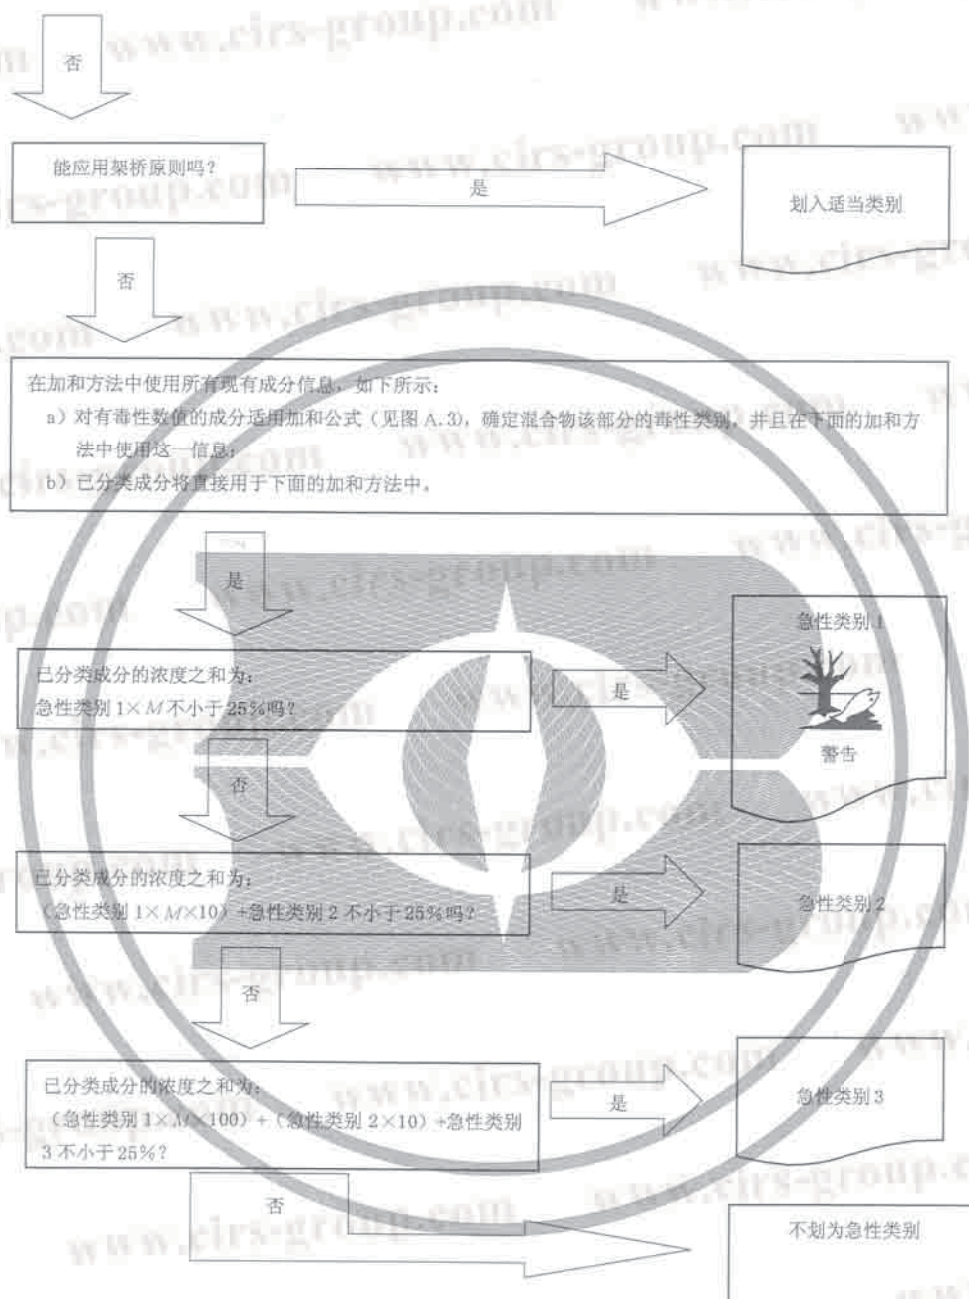 否
能应用架桥原则吗？
是
划入适当类别
否
在加和方法中使用所有现有成分信息，如下所示：
a）对有毒性数值的成分适用加和公式（见图 A.3），确定混合物该部分的毒性类别，并且在下面的加和方
法中使用这一信息；
b）已分类成分将直接用于下面的加和方法中。
是
已分类成分的浓度之和为：
急性类别 1×M 不小于 25%吗？
是
急性类别 1
警告
否
已分类成分的浓度之和为：
（急性类别 1×M×10）+急性类别 2 不小于 25%吗？
是
急性类别 2
否
已分类成分的浓度之和为：
（急性类别 1×M×100）+（急性类别 2×10）+急性类别
3 不小于 25%？
是
急性类别 3
否
不划为急性类别
www.cirs-group.com